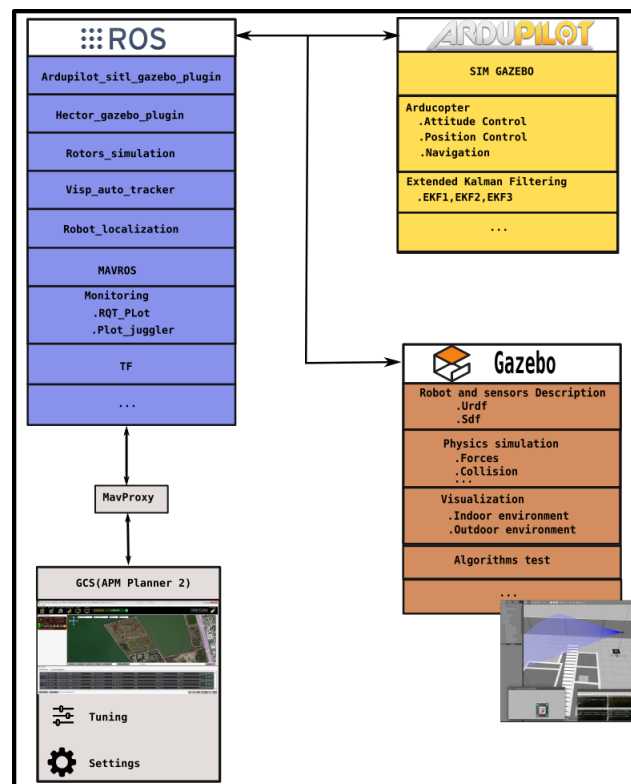 ROS
Ardupilot_sitl_gazebo_plugin
Hector_gazebo_plugin
Rotors_simulation
Visp_auto_tracker
Robot_localization
MAVROS
Monitoring
.RQT_PLot
.Plot_juggler
TF
...
MavProxy
GCS(APM Planner 2)
Tuning
Settings
ARDUPILOT
SIM GAZEBO
Arducopter
.Attitude Control
.Position Control
.Navigation
Extended Kalman Filtering
.EKF1,EKF2,EKF3
...
Gazebo
Robot and sensors Description
.Urdf
.Sdf
Physics simulation
.Forces
.Collision
...
Visualization
.Indoor environment
.Outdoor environment
Algorithms test
...